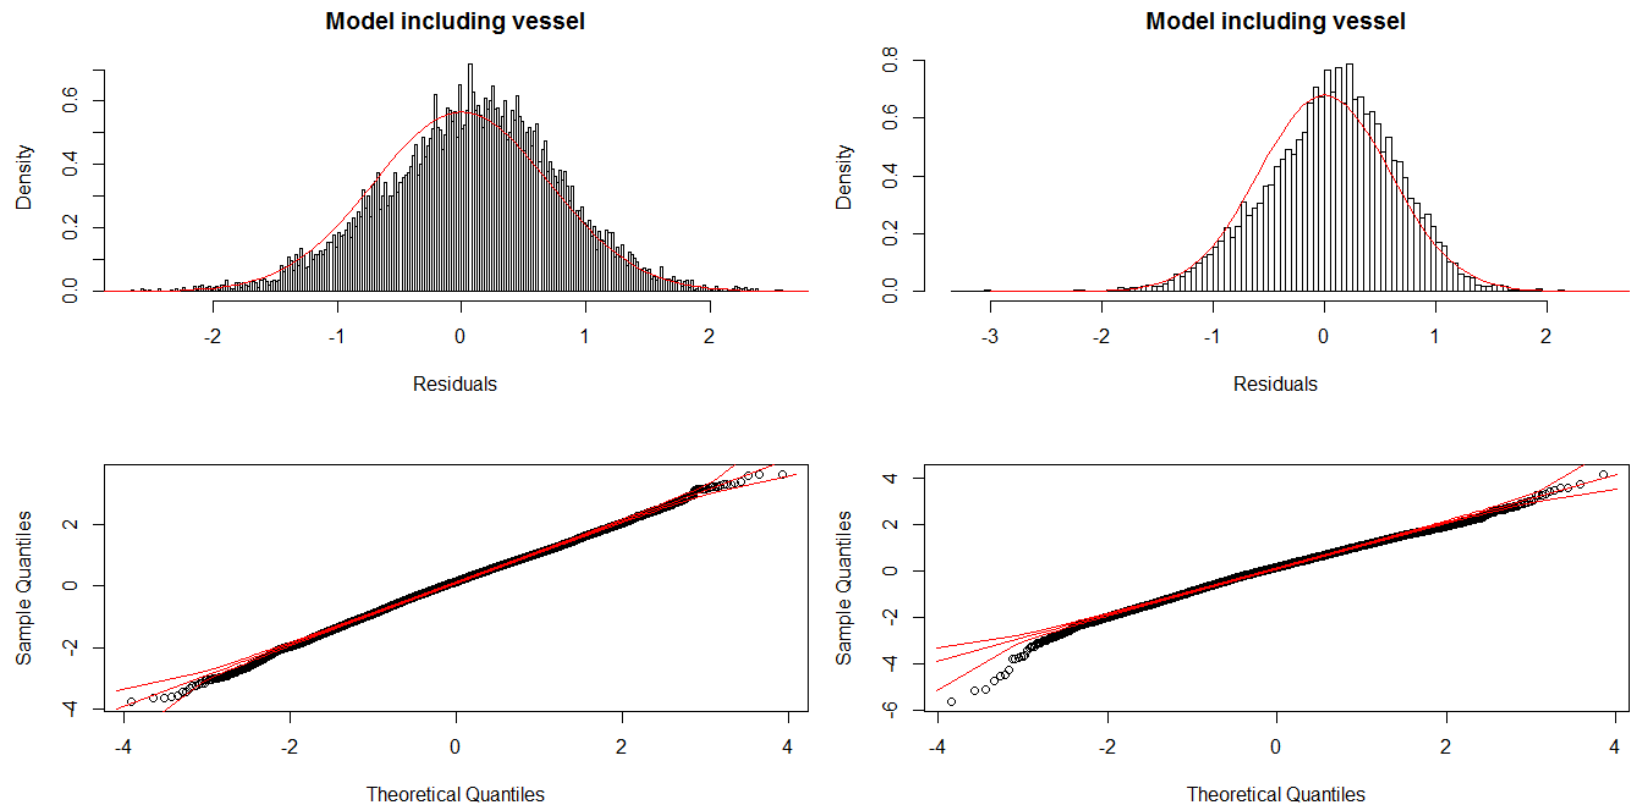 Model including vessel
Density
0.0 0.2 0.4 0.6
-2 -1 0 1 2
Residuals
Model including vessel
Density
0.0 0.2 0.4 0.6 0.8
-3 -2 -1 0 1 2
Residuals
Sample Quantiles
-4 -2 0 2
-4 -2 0 2 4
Theoretical Quantiles
Sample Quantiles
-6 -4 -2 0 2 4
-4 -2 0 2 4
Theoretical Quantiles